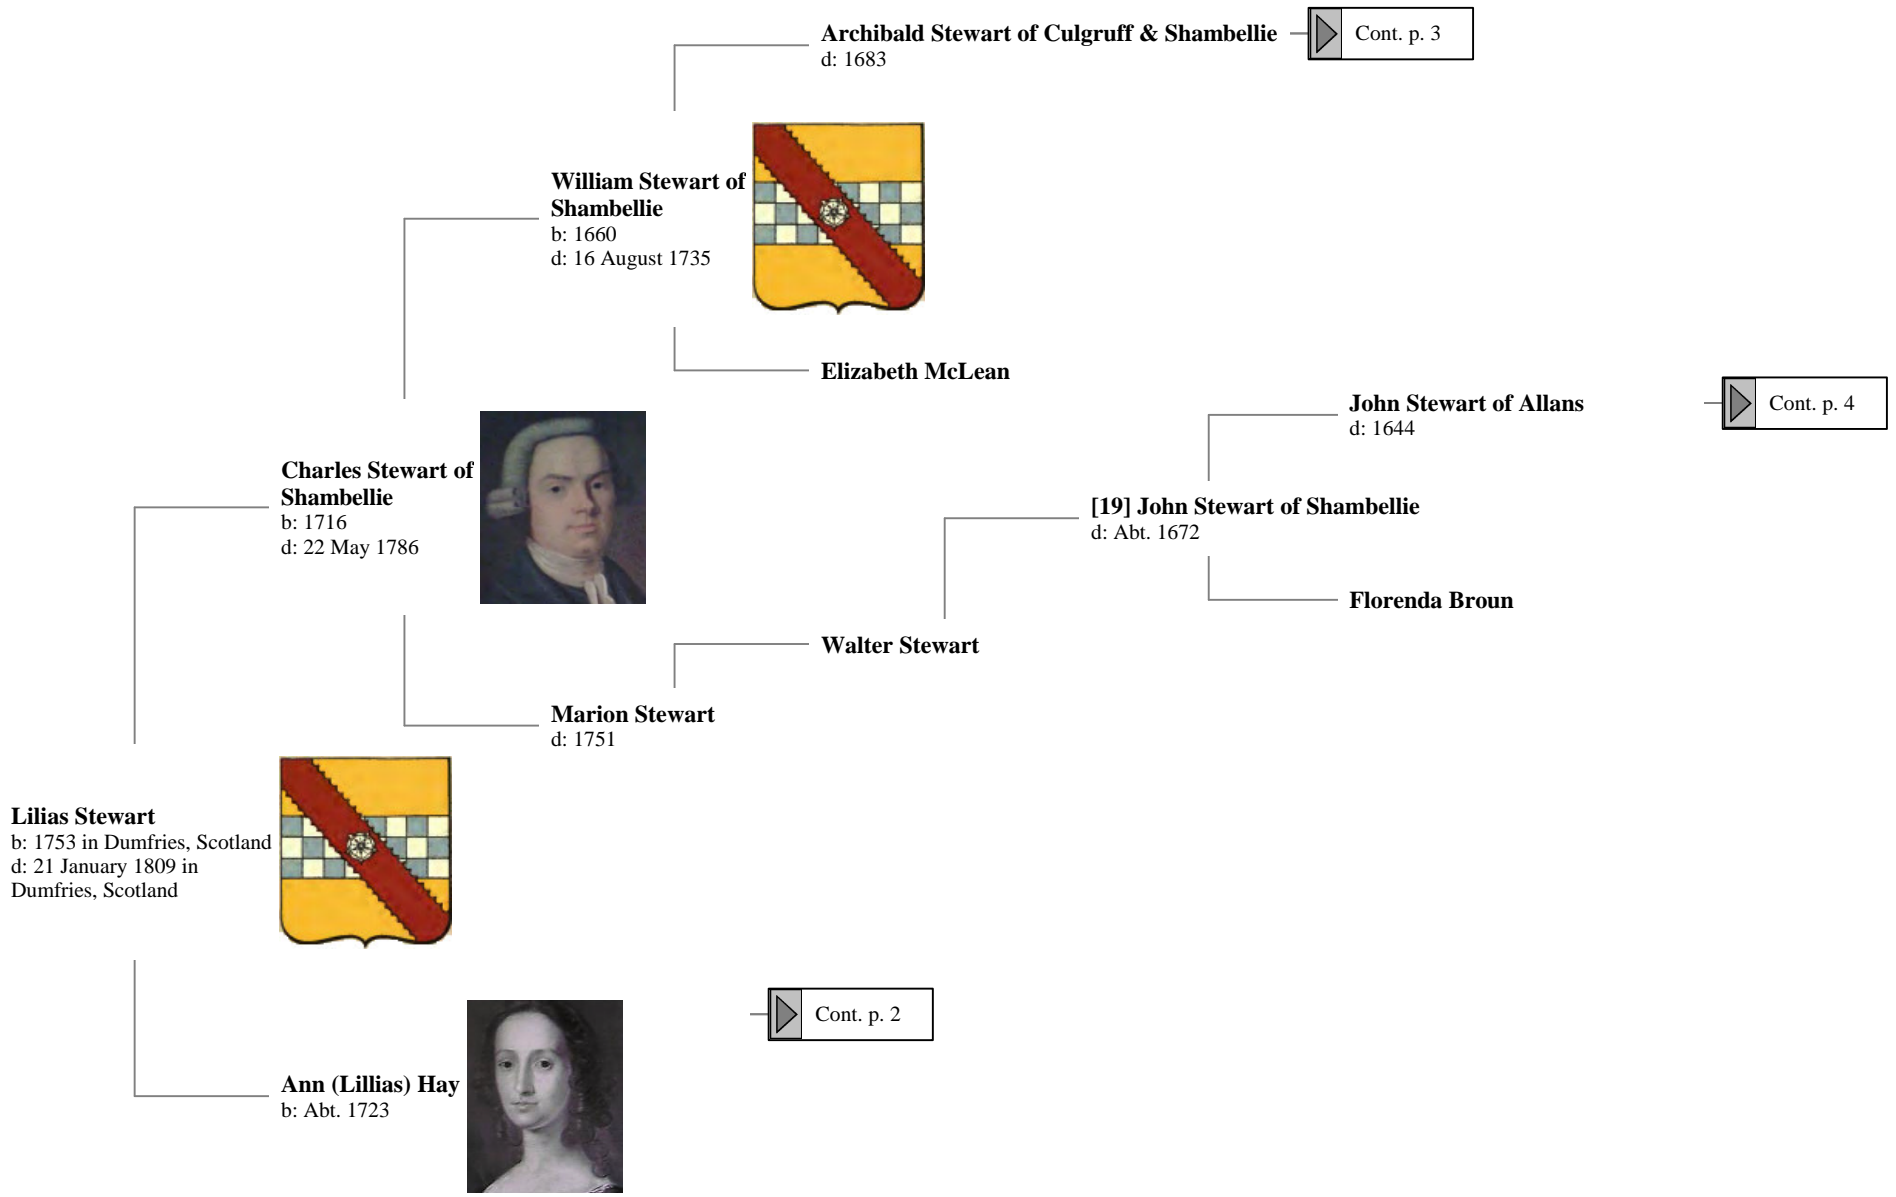 Archibald Stewart of Culgruff & Shambellie
d: 1683
Cont. p. 3
William Stewart of
Shambellie
b: 1660
d: 16 August 1735
Elizabeth McLean
John Stewart of Allans
d: 1644
Cont. p. 4
Charles Stewart of
Shambellie
b: 1716
d: 22 May 1786
[19] John Stewart of Shambellie
d: Abt. 1672
Florenda Broun
Walter Stewart
Marion Stewart
d: 1751
Lilias Stewart
b: 1753 in Dumfries, Scotland
d: 21 January 1809 in
Dumfries, Scotland
Cont. p. 2
Ann (Lillias) Hay
b: Abt. 1723